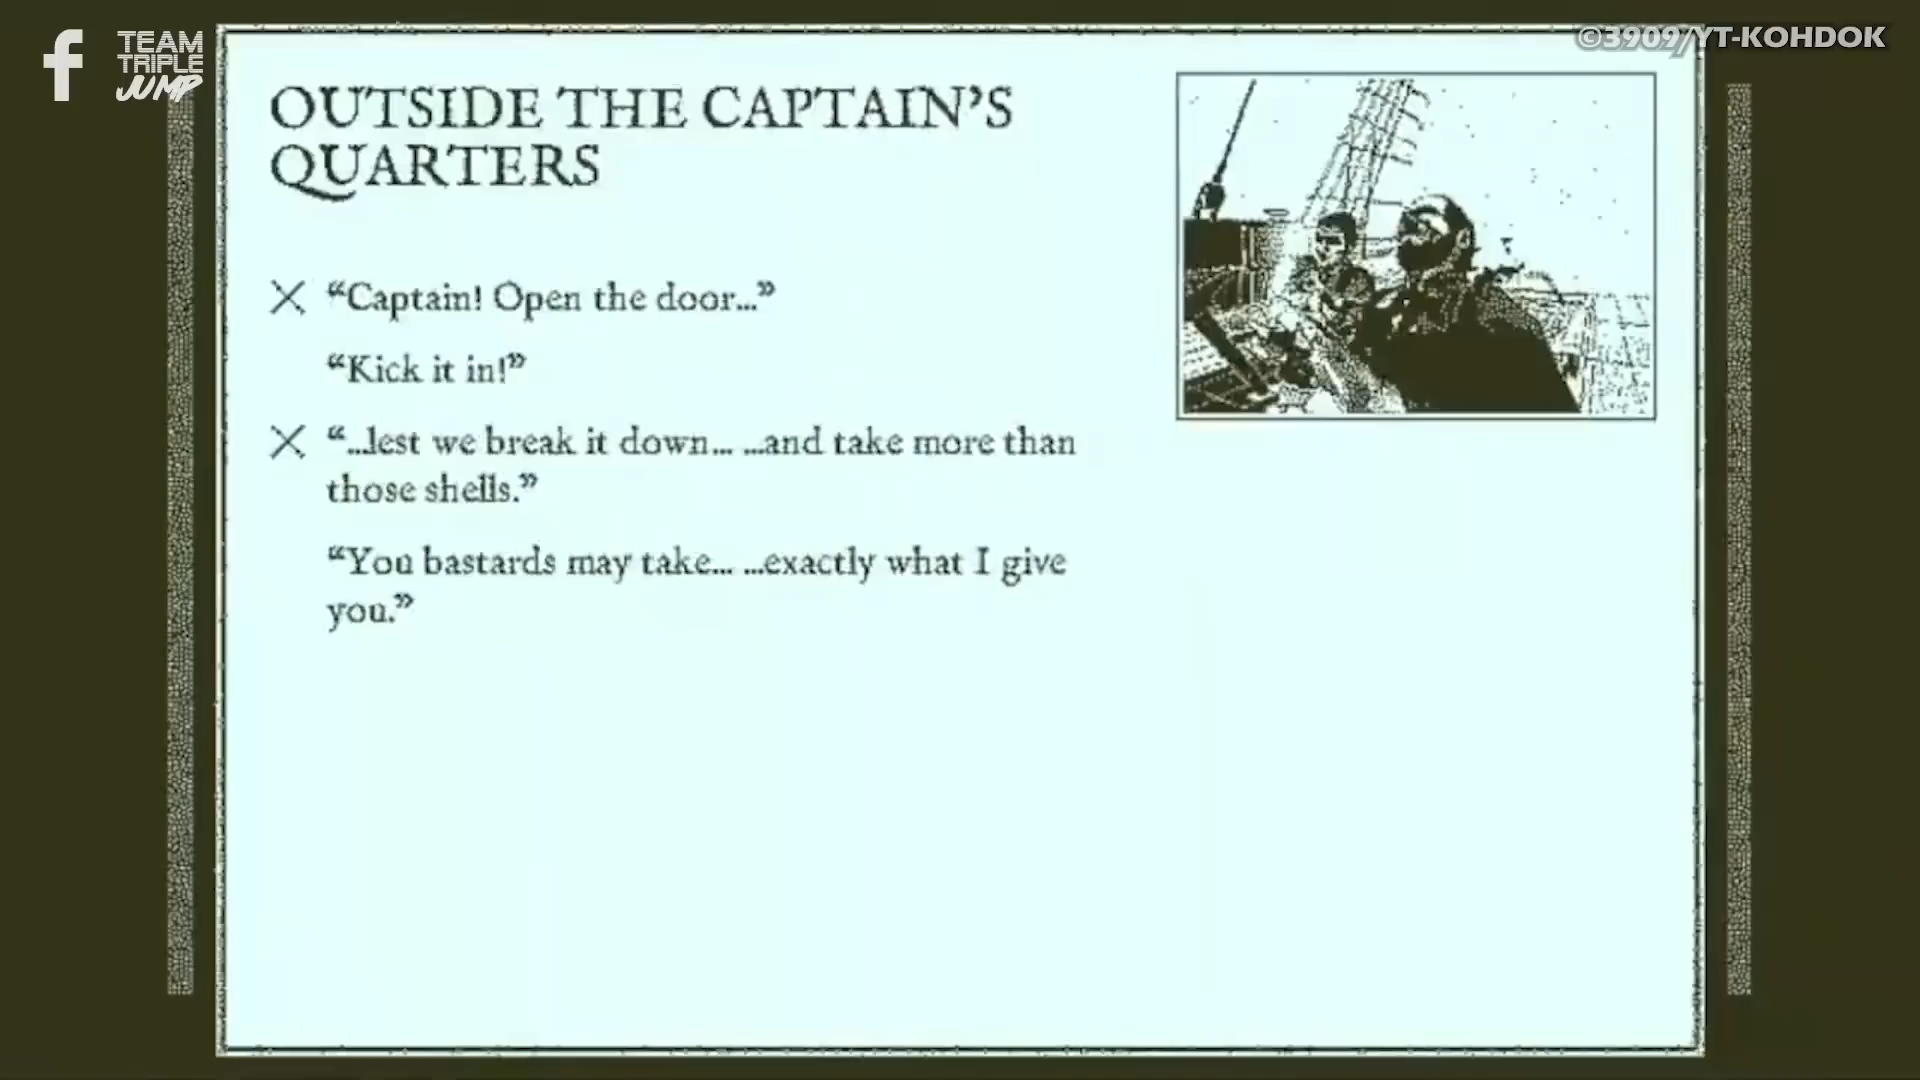 f
TEAM
TRIPLE
JUMP
©3909/YT-KOHDOK
OUTSIDE THE CAPTAIN’S
QUARTERS
“Captain! Open the door...”
“Kick it in!”
“...lest we break it down... ...and take more than
those shells.”
“You bastards may take... ...exactly what I give
you.”